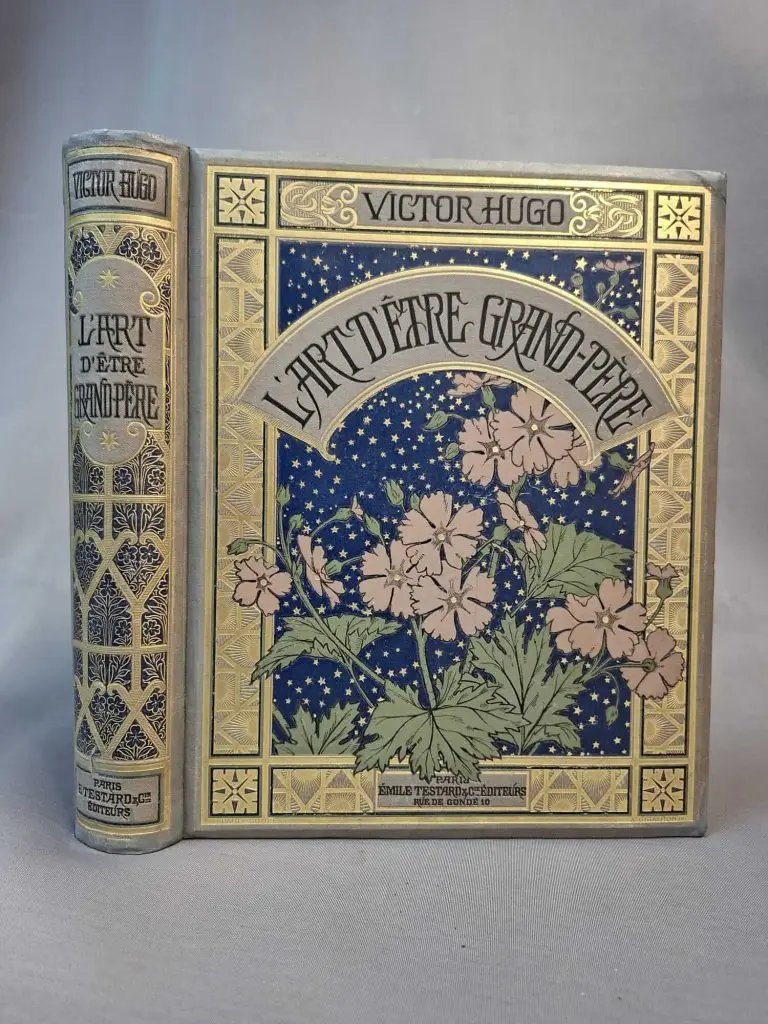 VICTOR HUGO
L'ART
D'ÊTRE
GRAND-PÈRE
PARIS
E. TESTARD & CIE
ÉDITEURS
VICTOR HUGO
L'ART D'ÊTRE GRAND-PÈRE
PARIS
ÉMILE TESTARD & CIE ÉDITEURS
RUE DE CONDÉ 10